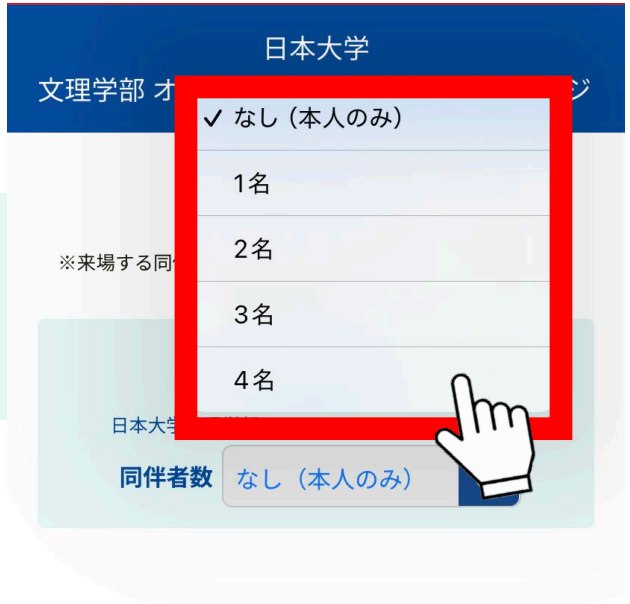 日本大学
文理学部 オ
ジ
✓ なし（本人のみ）
1名
2名
※来場する同
3名
4名
日本大学
同伴者数 なし（本人のみ）